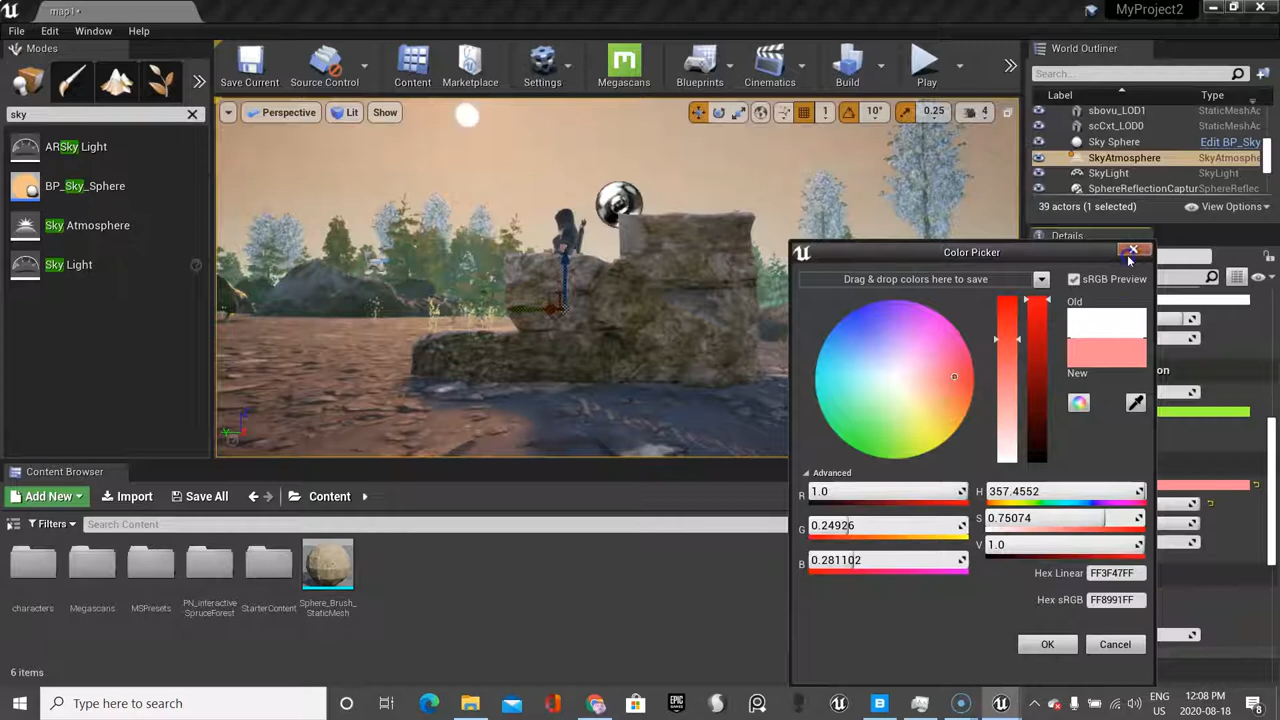 map1•
MyProject2
File Edit Window Help
Modes
sky
ARSky Light
BP_Sky_Sphere
Sky Atmosphere
Sky Light
Save Current
Source Control
Content
Marketplace
Settings
Megascans
Blueprints
Cinematics
Build
Play
Perspective
Lit
Show
1
10°
0.25
4
World Outliner
Search...
Label Type
sbovu_LOD1 StaticMeshAc
scCxt_LOD0 StaticMeshAc
Sky Sphere Edit BP_Sky
SkyAtmosphere SkyAtmosphe
SkyLight SkyLight
SphereReflectionCaptur SphereReflec
39 actors (1 selected) View Options
Details
Color Picker
Drag & drop colors here to save
sRGB Preview
Old
New
Advanced
R 1.0
G 0.24926
B 0.281102
H 357.4552
S 0.75074
V 1.0
Hex Linear FF3F47FF
Hex sRGB FF8991FF
OK Cancel
on
Content Browser
Add New Import Save All Content
Filters Search Content
characters
Megascans
MSPresets
PN_interactive
SpruceForest
StarterContent
Sphere_Brush_
StaticMesh
6 items
Type here to search
EPIC
GAMES
ENG
US
12:08 PM
2020-08-18
8